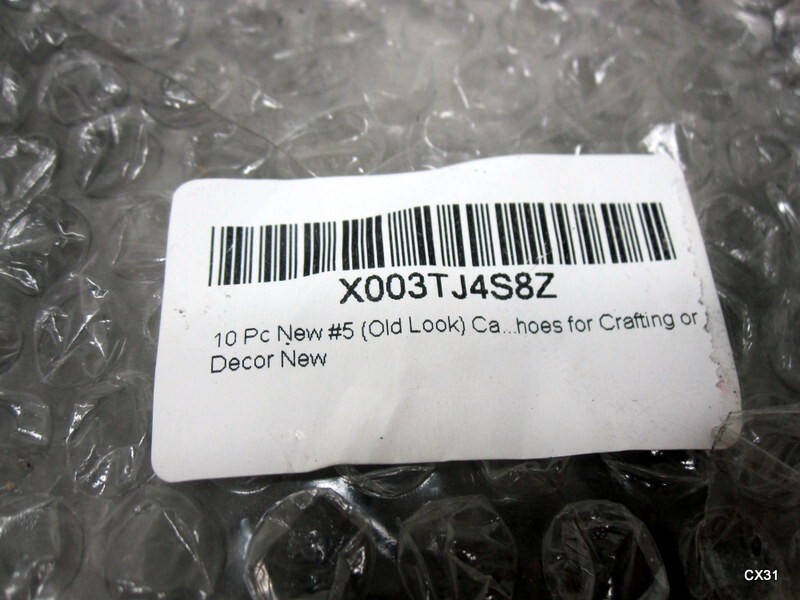 X003TJ4S8Z
10 Pc New #5 (Old Look) Ca...hoes for Crafting or
Decor New
CX31